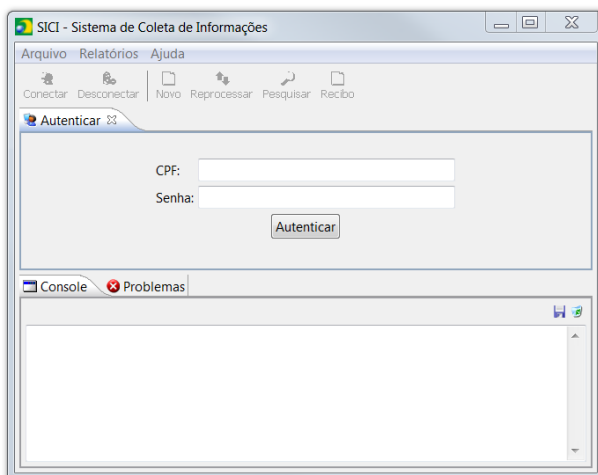 SICI - Sistema de Coleta de Informações
Arquivo Relatórios Ajuda
Conectar Desconectar Novo Reprocessar Pesquisar Recibo
Autenticar
CPF:
Senha:
Autenticar
Console Problemas